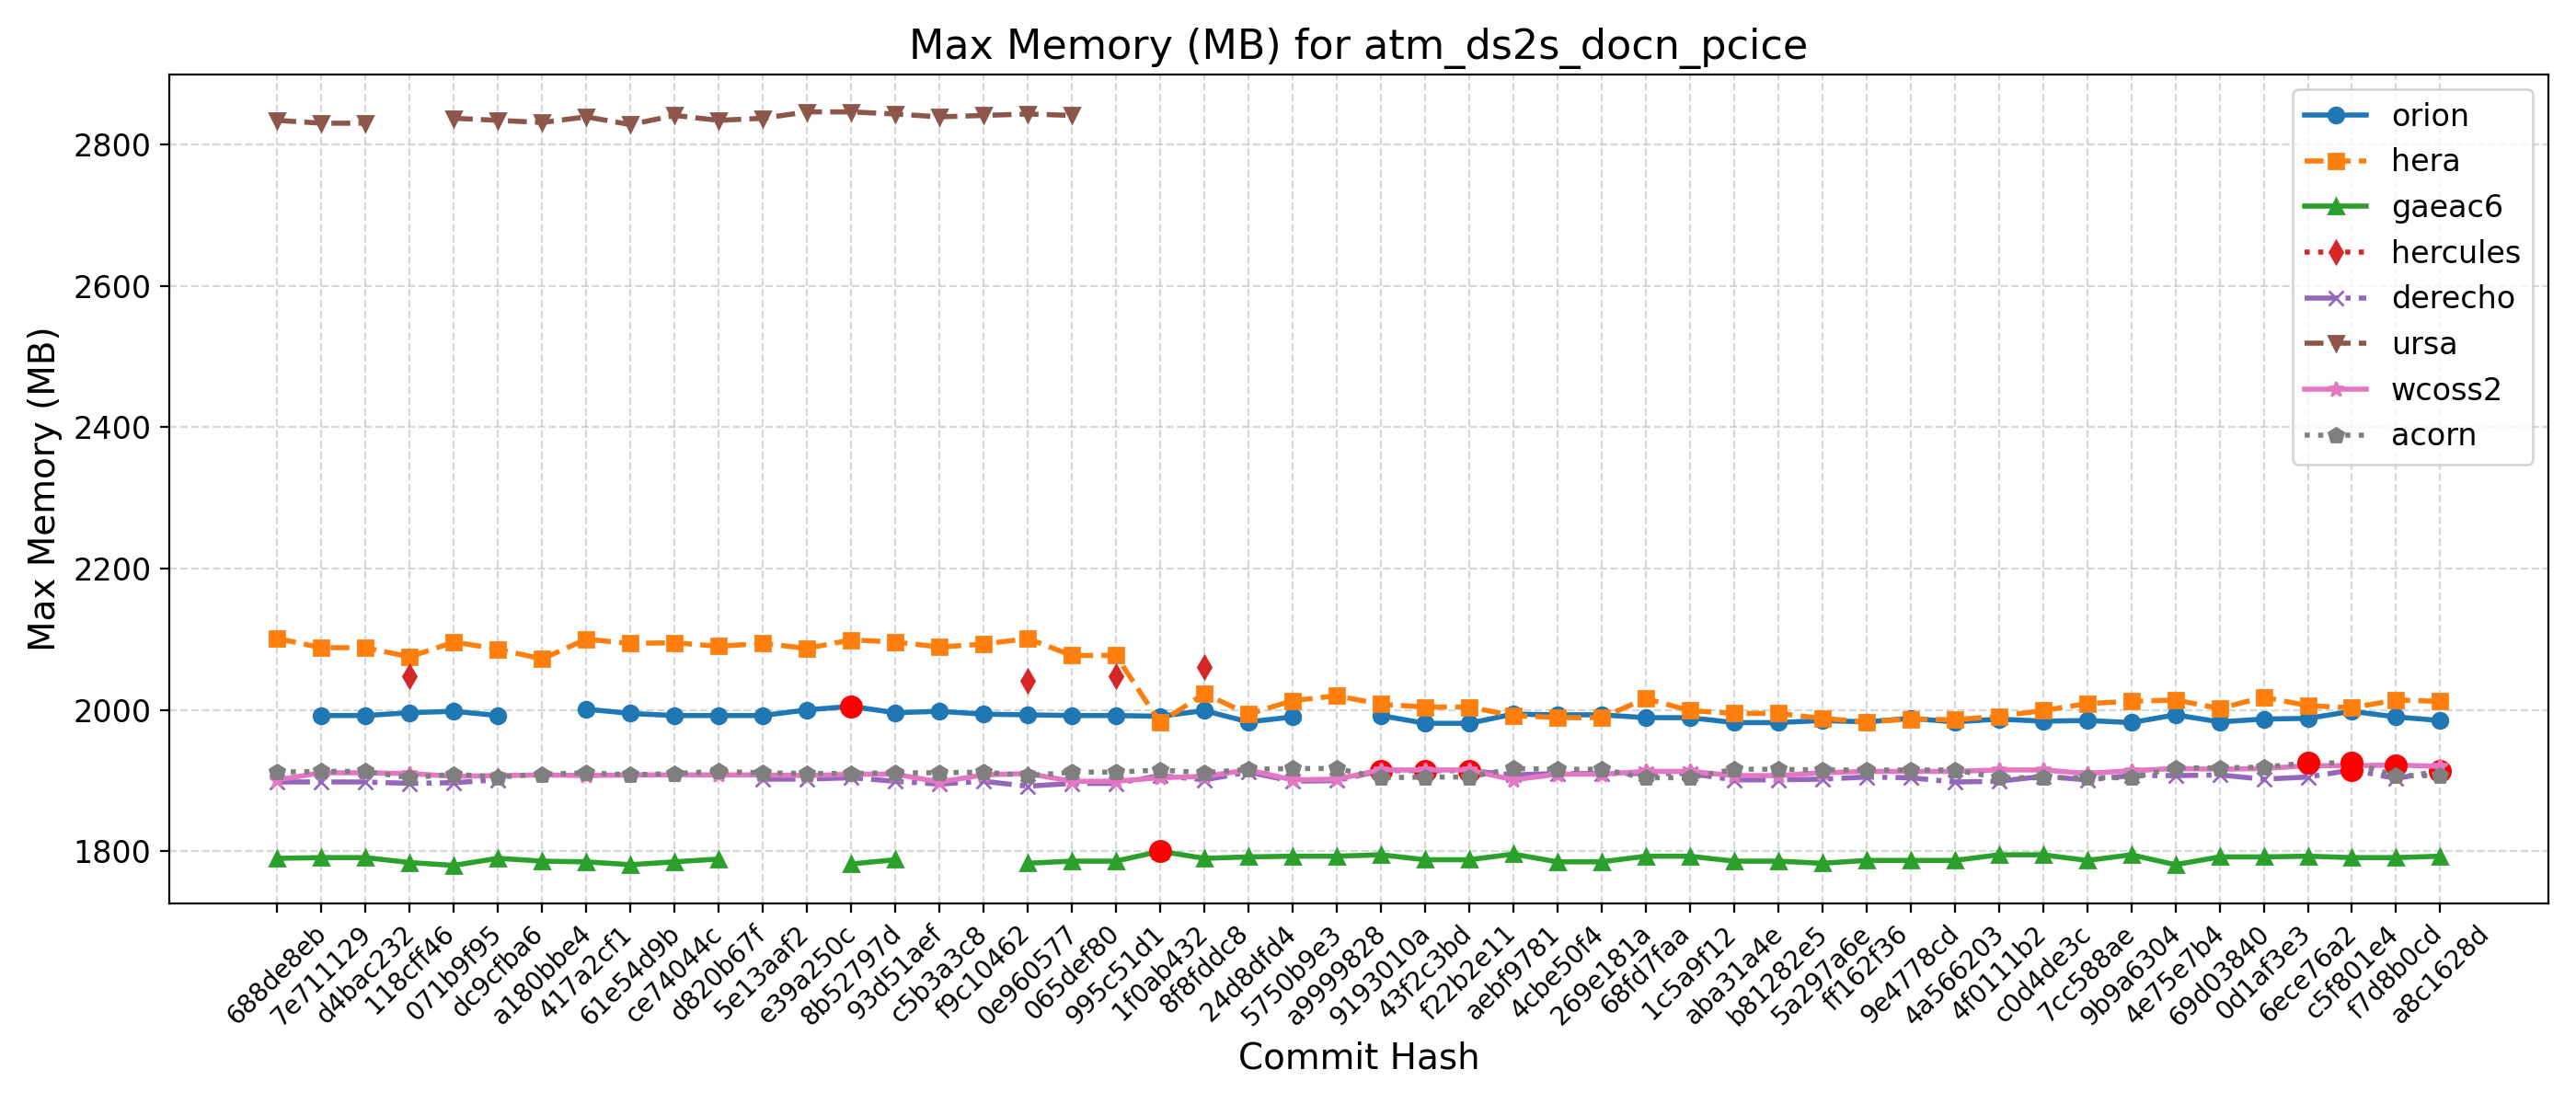 Max Memory (MB) for atm_ds2s_docn_pcice
Max Memory (MB)
2800
2600
2400
2200
2000
1800
orion
hera
gaeac6
hercules
derecho
ursa
wcoss2
acorn
688de8eb
7e711129
d4bac232
118cff46
071b9f95
dc9cfba6
a180bbe4
417a2cf1
61e54d9b
ce74044c
d820b67f
5e13aaf2
e39a250c
8b52797d
93d51aef
c5b3a3c8
f9c10462
0e960577
065def80
995c51d1
1f0ab432
8f8fddc8
24d8dfd4
5750b9e3
a9999828
9193010a
43f2c3bd
f22b2e11
aebf9781
4cbe50f4
269e181a
68fd7faa
1c5a9f12
aba31a4e
b81282e5
5a297a6e
ff162f36
9e4778cd
4a566203
4f0111b2
c0d4de3c
7cc588ae
9b9a6304
4e75e7b4
69d03840
0d1af3e3
6ece76a2
c5f801e4
f7d8b0cd
a8c1628d
Commit Hash